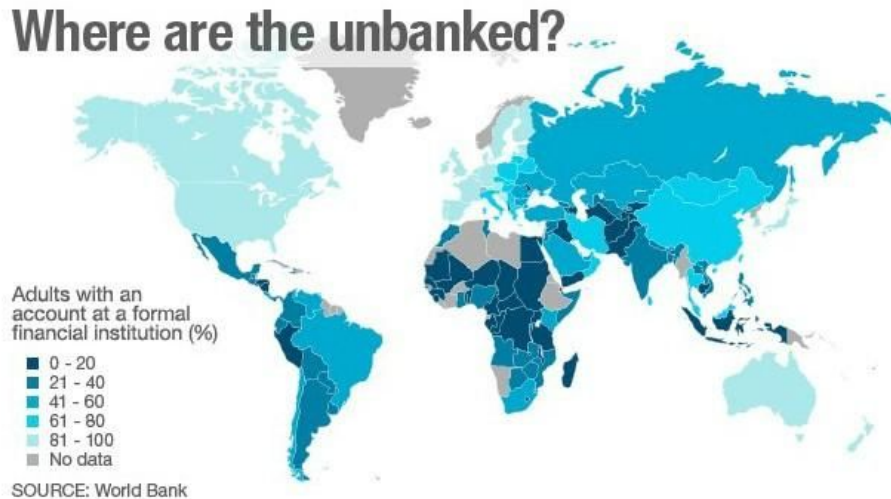 Where are the unbanked?
Adults with an
account at a formal
financial institution (%)
0 - 20
21 - 40
41 - 60
61 - 80
81 - 100
No data
SOURCE: World Bank